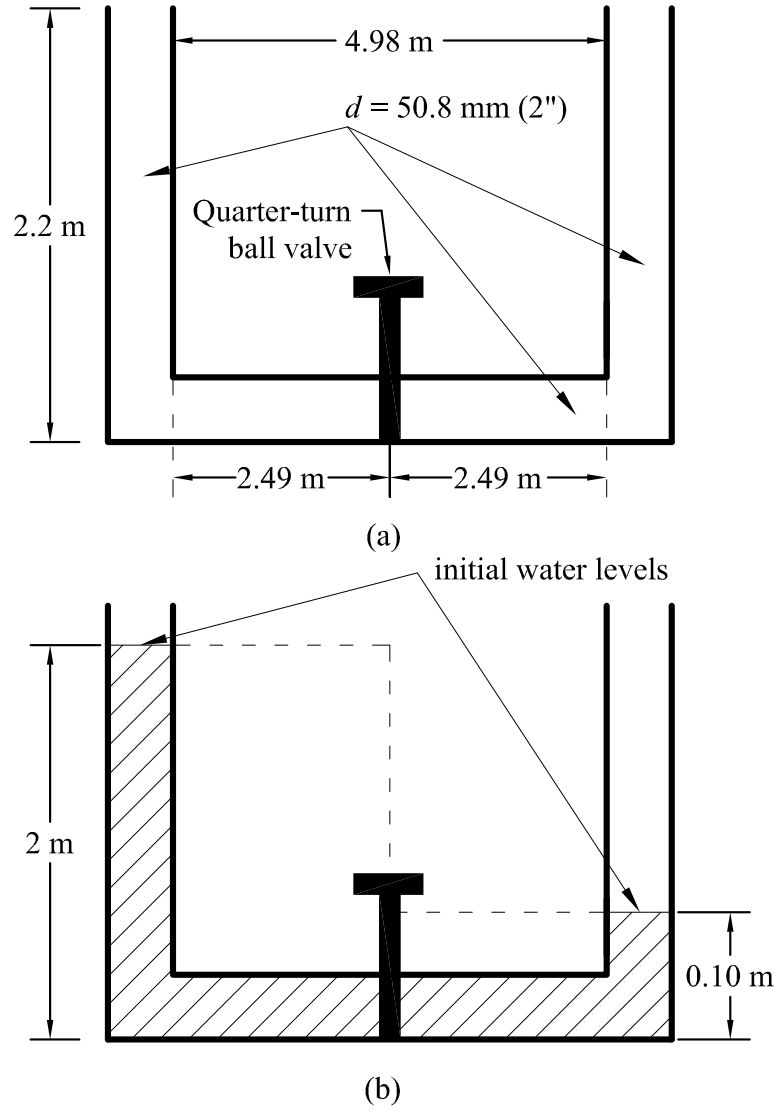 4.98 m
d = 50.8 mm (2")
Quarter-turn
ball valve
2.2 m
2.49 m
2.49 m
(a)
initial water levels
2 m
0.10 m
(b)